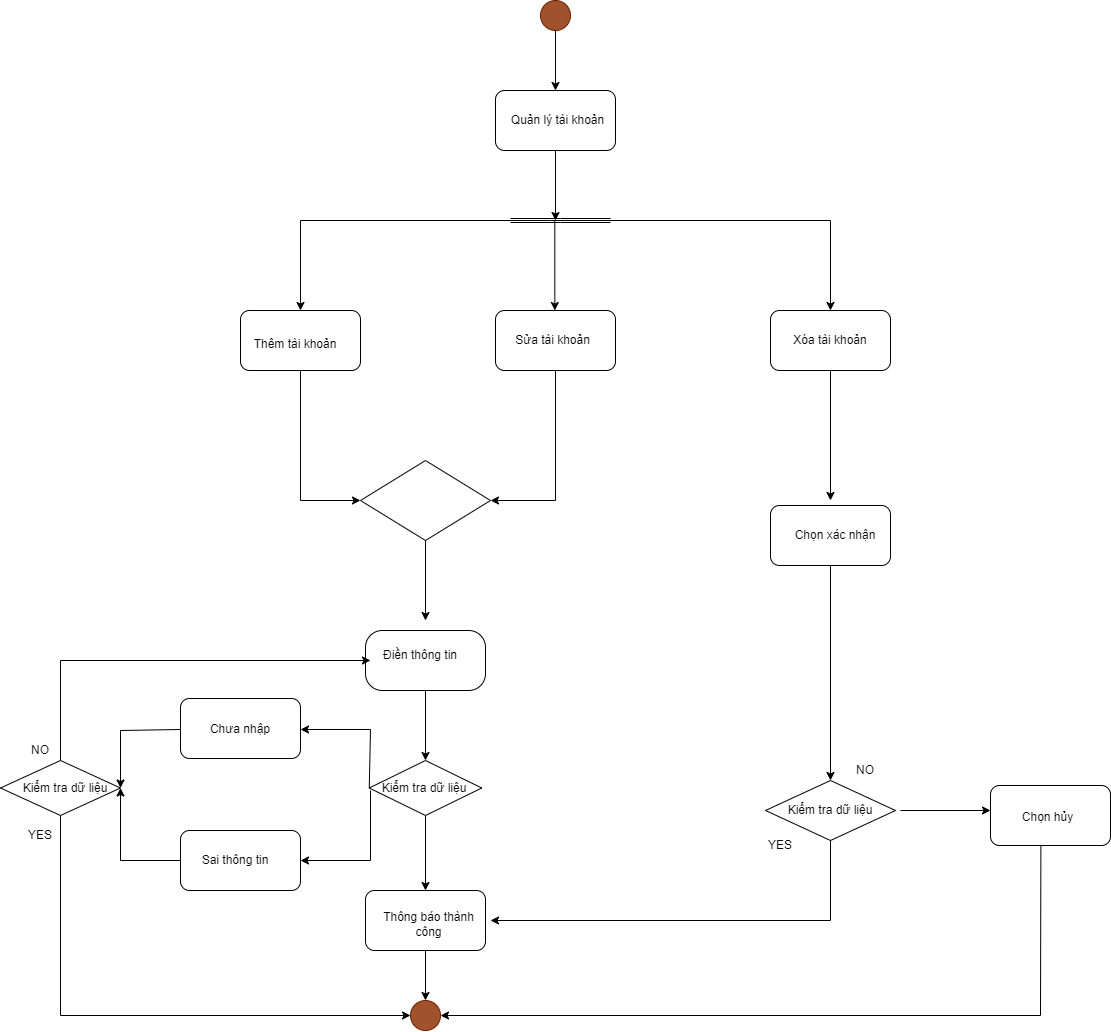 Quản lý tài khoản
Thêm tải khoản
Sửa tài khoản
Xóa tài khoản
Chọn xác nhận
Điền thông tin
Chưa nhập
NO
Kiểm tra dữ liệu
Kiểm tra dữ liệu
NO
Kiểm tra dữ liệu
Chọn hủy
YES
YES
Sai thông tin
Thông báo thành
công